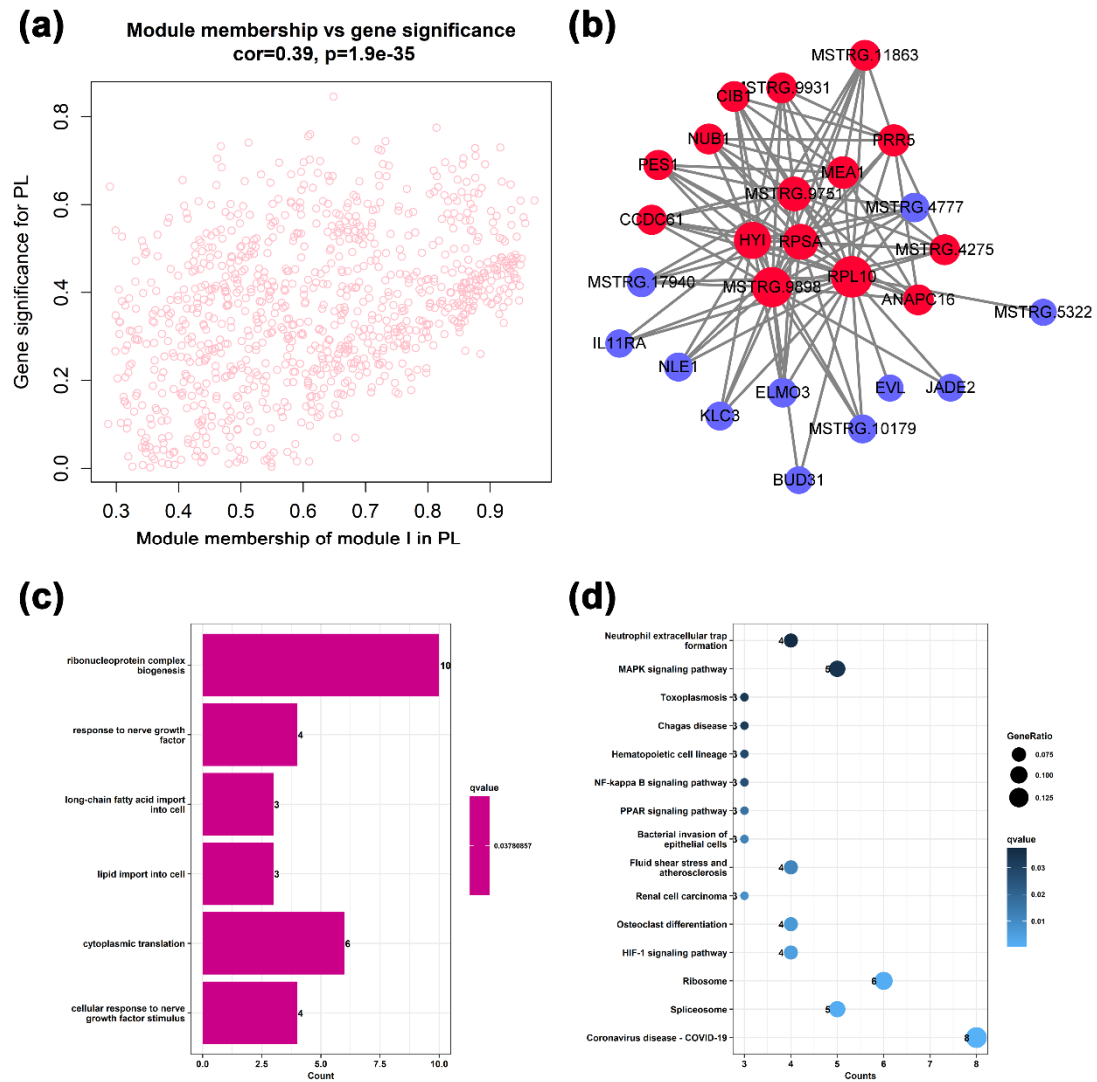 (a)
Module membership vs gene significance
cor=0.39, p=1.9e-35
Gene significance for PL
0.8
0.6
0.4
0.2
0.0
0.3 0.4 0.5 0.6 0.7 0.8 0.9
Module membership of module I in PL
(b)
MSTRG.11863
MSTRG.9931
CIB1
NUB1
PRR5
PES1
MEA1
MSTRG.9751
MSTRG.4777
CCDC61
HYI
RPSA
MSTRG.4275
MSTRG.17940
MSTRG.9898
RPL10
ANAPC16
MSTRG.5322
IL11RA
NLE1
ELMO3
EVL
JADE2
KLC3
MSTRG.10179
BUD31
(c)
ribonucleoprotein complex
biogenesis
10
response to nerve growth
factor
4
long-chain fatty acid import
into cell
3
lipid import into cell
3
cytoplasmic translation
6
cellular response to nerve
growth factor stimulus
4
0.0 2.5 5.0 7.5 10.0
Count
qvalue
0.03780857
(d)
Neutrophil extracellular trap
formation
4
MAPK signaling pathway
5
Toxoplasmosis
3
Chagas disease
3
Hematopoietic cell lineage
3
NF-kappa B signaling pathway
3
PPAR signaling pathway
3
Bacterial invasion of
epithelial cells
3
Fluid shear stress and
atherosclerosis
4
Renal cell carcinoma
3
Osteoclast differentiation
4
HIF-1 signaling pathway
4
Ribosome
6
Spliceosome
5
Coronavirus disease - COVID-19
8
3 4 5 6 7 8
Counts
GeneRatio
0.075
0.100
0.125
qvalue
0.03
0.02
0.01